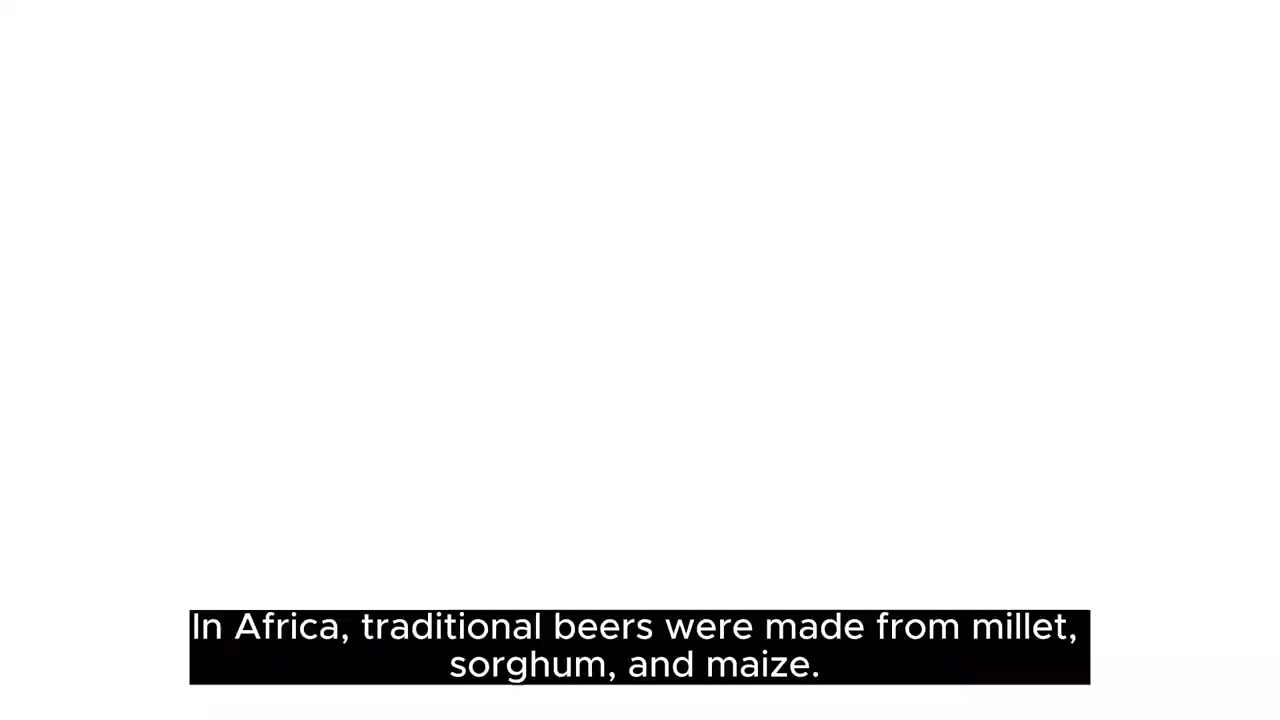 In Africa, traditional beers were made from millet,
sorghum, and maize.